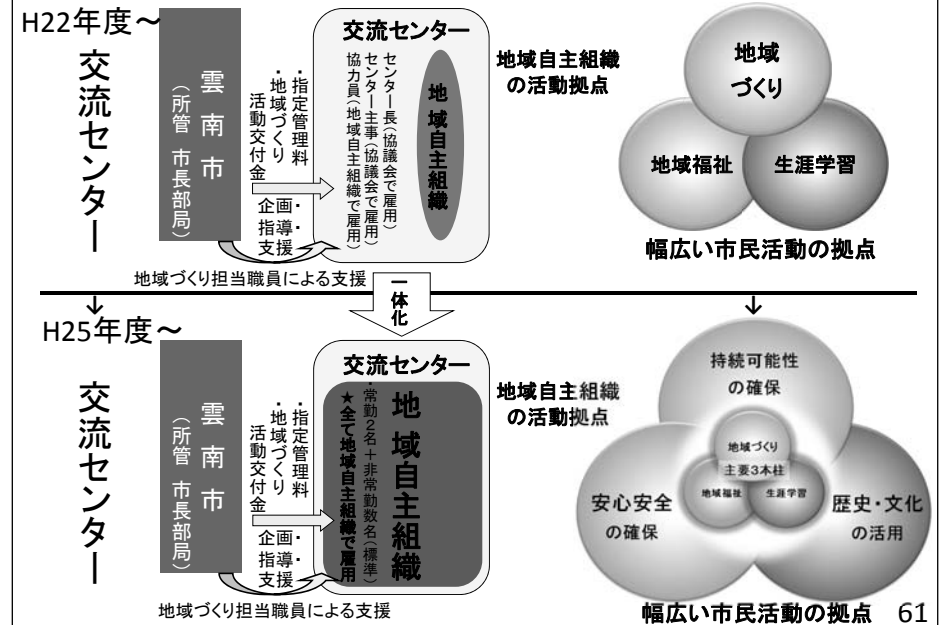 H22年度～
交流センター
雲南市
（所管 市長部局）
・指定管理料
・地域づくり
活動交付金
企画・
指導・
支援
地域づくり担当職員による支援
交流センター
センター長（協議会で雇用）
センター主事（協議会で雇用）
協力員（地域自主組織で雇用）
地域自主組織
地域自主組織
の活動拠点
地域
づくり
地域福祉
生涯学習
幅広い市民活動の拠点
一体化
↓
↓
H25年度～
交流センター
雲南市
（所管 市長部局）
・指定管理料
・地域づくり
活動交付金
企画・
指導・
支援
地域づくり担当職員による支援
交流センター
地域自主組織
・常勤２名＋非常勤数名（標準）
★全て地域自主組織で雇用
地域自主組織
の活動拠点
持続可能性
の確保
地域づくり
主要３本柱
地域福祉
生涯学習
安心安全
の確保
歴史・文化
の活用
幅広い市民活動の拠点
61